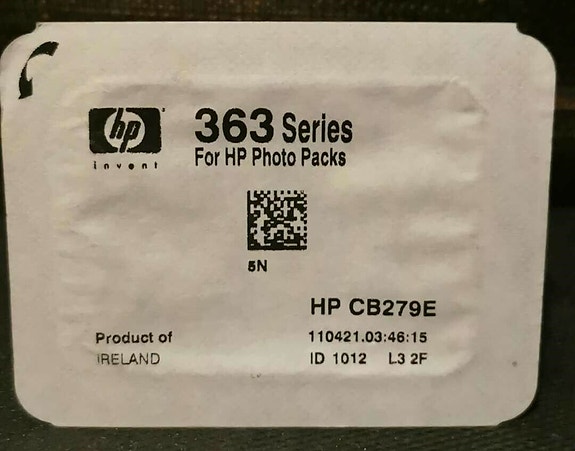 hp
invent
363 Series
For HP Photo Packs
5N
HP CB279E
Product of
IRELAND
110421.03:46:15
ID 1012 L3 2F